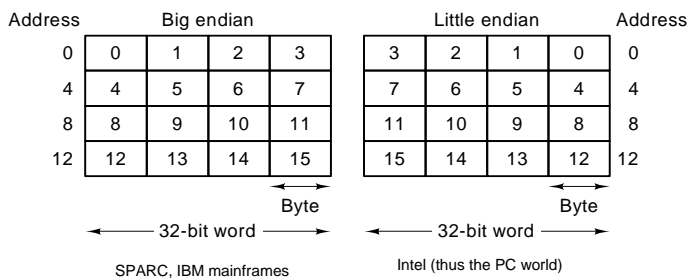 Address Big endian Little endian Address
0 0 1 2 3 3 2 1 0 0
4 4 5 6 7 7 6 5 4 4
8 8 9 10 11 11 10 9 8 8
12 12 13 14 15 15 14 13 12 12
Byte Byte
32-bit word 32-bit word
SPARC, IBM mainframes Intel (thus the PC world)